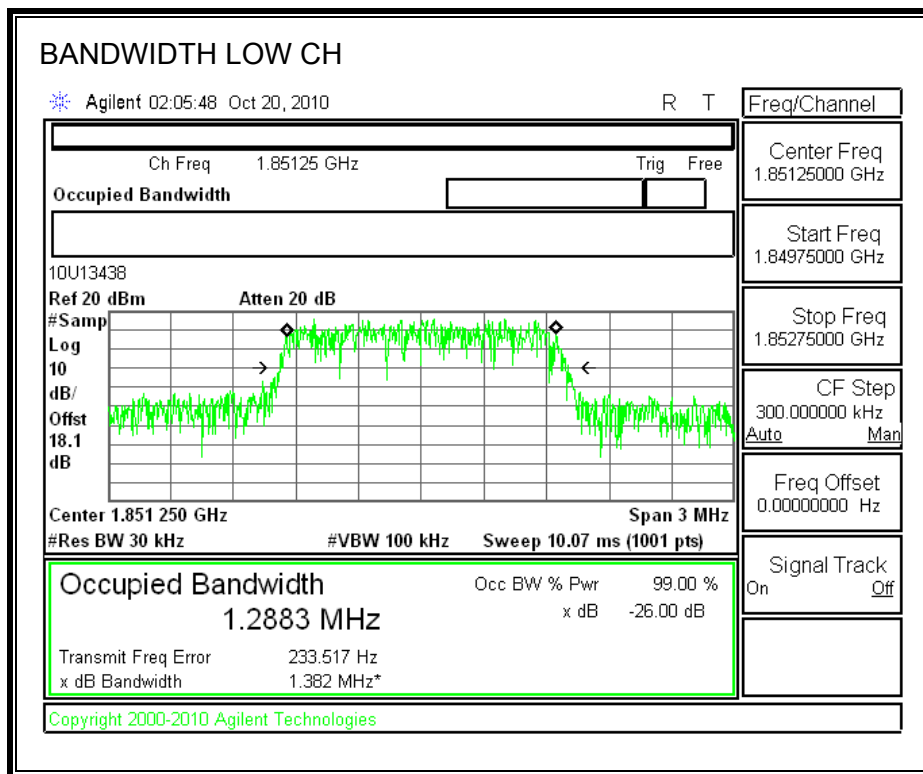 BANDWIDTH LOW CH
Agilent 02:05:48 Oct 20, 2010 R T
Freq/Channel
Ch Freq 1.85125 GHz Trig Free
Occupied Bandwidth
Center Freq
1.85125000 GHz
Start Freq
1.84975000 GHz
Stop Freq
1.85275000 GHz
CF Step
300.000000 kHz
Auto Man
Freq Offset
0.00000000 Hz
Signal Track
On Off
10U13438
Ref 20 dBm Atten 20 dB
#Samp
Log
10
dB/
Offst
18.1
dB
Center 1.851 250 GHz Span 3 MHz
#Res BW 30 kHz #VBW 100 kHz Sweep 10.07 ms (1001 pts)
Occupied Bandwidth Occ BW % Pwr 99.00 %
1.2883 MHz x dB -26.00 dB
Transmit Freq Error 233.517 Hz
x dB Bandwidth 1.382 MHz*
Copyright 2000-2010 Agilent Technologies